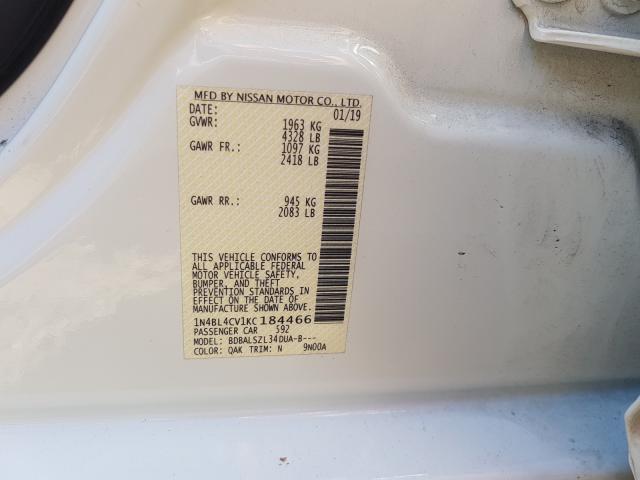 MFD BY NISSAN MOTOR CO., LTD.
DATE: 01/19
GVWR: 1963 KG
4328 LB
GAWR FR.: 1097 KG
2418 LB
GAWR RR.: 945 KG
2083 LB
THIS VEHICLE CONFORMS TO
ALL APPLICABLE FEDERAL
MOTOR VEHICLE SAFETY,
BUMPER, AND THEFT
PREVENTION STANDARDS IN
EFFECT ON THE DATE OF
MANUFACTURE SHOWN ABOVE.
1N4BL4CV1KC184466
PASSENGER CAR 592
MODEL: BDBALSZL34DUA-B---
COLOR: QAK TRIM: N 9N00A